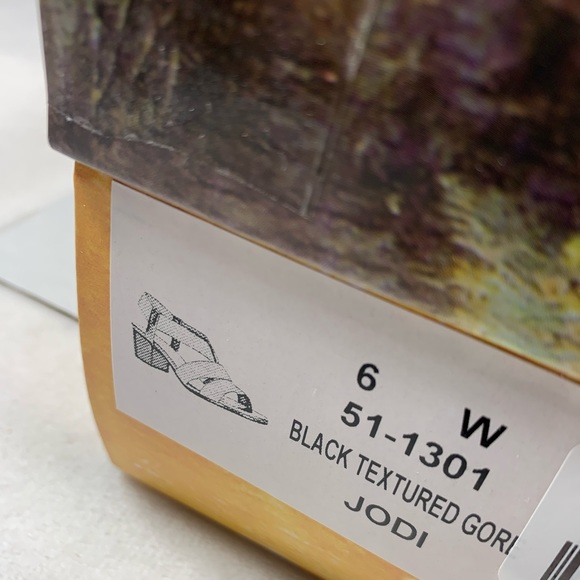 6 W
51-1301
BLACK TEXTURED
JODI